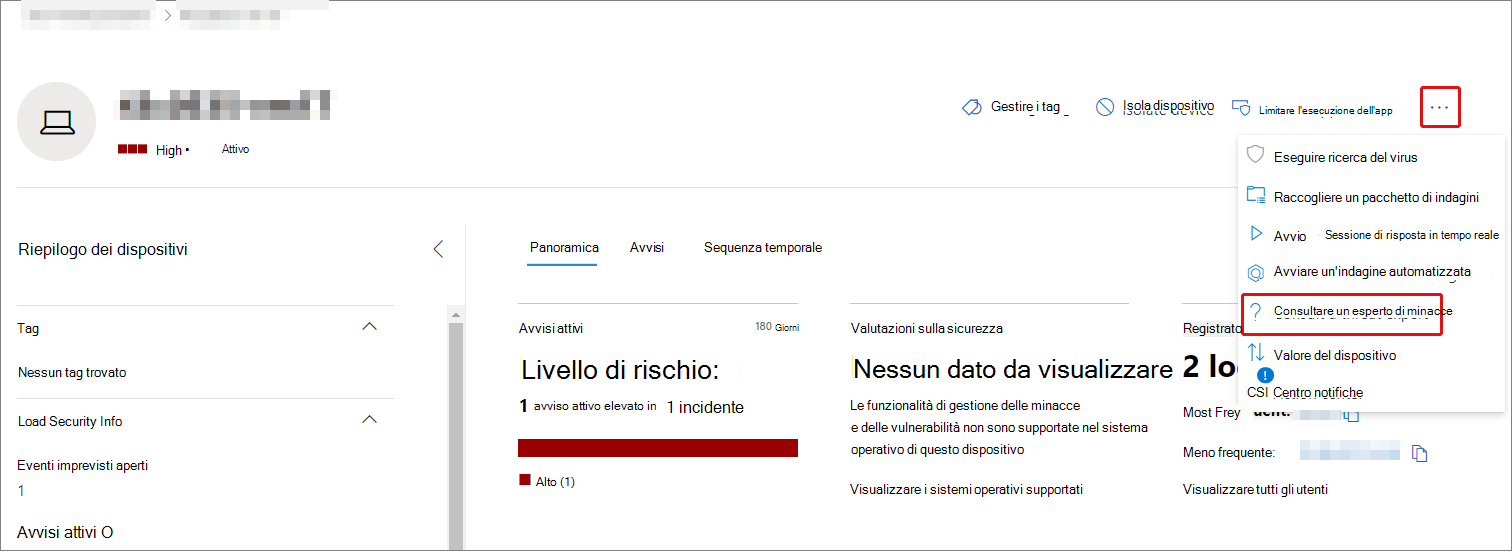 Gestire i tag
Isola dispositivo
Limitare l'esecuzione dell'app
...
High •
Attivo
Eseguire ricerca del virus
Raccogliere un pacchetto di indagini
Avvio Sessione di risposta in tempo reale
Avviare un'indagine automatizzata
Consultare un esperto di minacce
Valore del dispositivo
CSI Centro notifiche
Riepilogo dei dispositivi
Panoramica
Avvisi
Sequenza temporale
Tag
Nessun tag trovato
Load Security Info
Eventi imprevisti aperti
1
Avvisi attivi O
Avvisi attivi
180 Giorni
Livello di rischio:
1 avviso attivo elevato in 1 incidente
Alto (1)
Valutazioni sulla sicurezza
Nessun dato da visualizzare
Le funzionalità di gestione delle minacce
e delle vulnerabilità non sono supportate nel sistema
operativo di questo dispositivo
Visualizzare i sistemi operativi supportati
Registrato
2 lo
Most Frey
Meno frequente:
Visualizzare tutti gli utenti